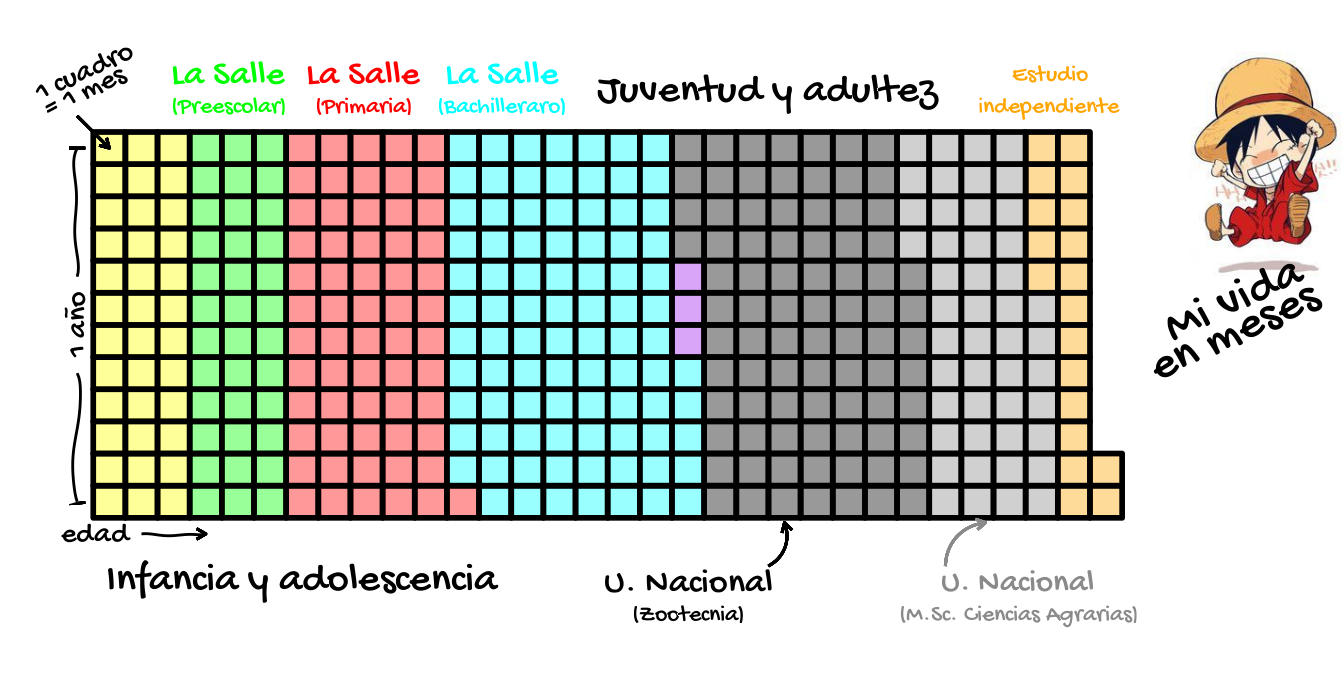 1 cuadro
= 1 mes
La Salle
(Preescolar)
La Salle
(Primaria)
La Salle
(Bachilleraro)
Juventud y adultez
Estudio
independiente
1 año
Mi vida
en meses
edad
Infancia y adolescencia
U. Nacional
(Zootecnia)
U. Nacional
(M.Sc. Ciencias Agrarias)